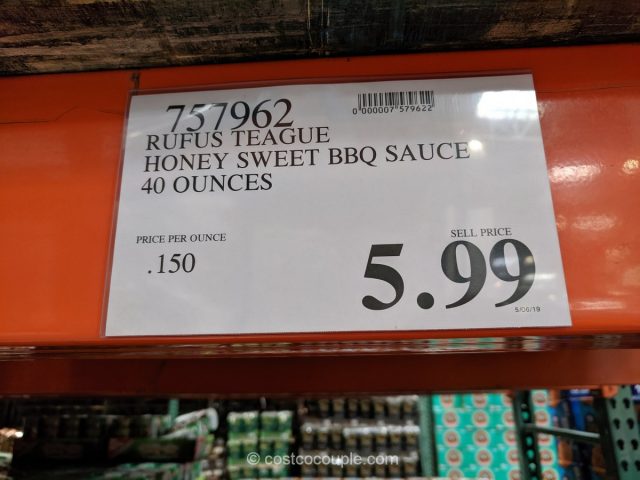 757962
0 000007 579622
RUFUS TEAGUE
HONEY SWEET BBQ SAUCE
40 OUNCES
PRICE PER OUNCE
.150
SELL PRICE
5.99
5/06/19
© costcocouple.com